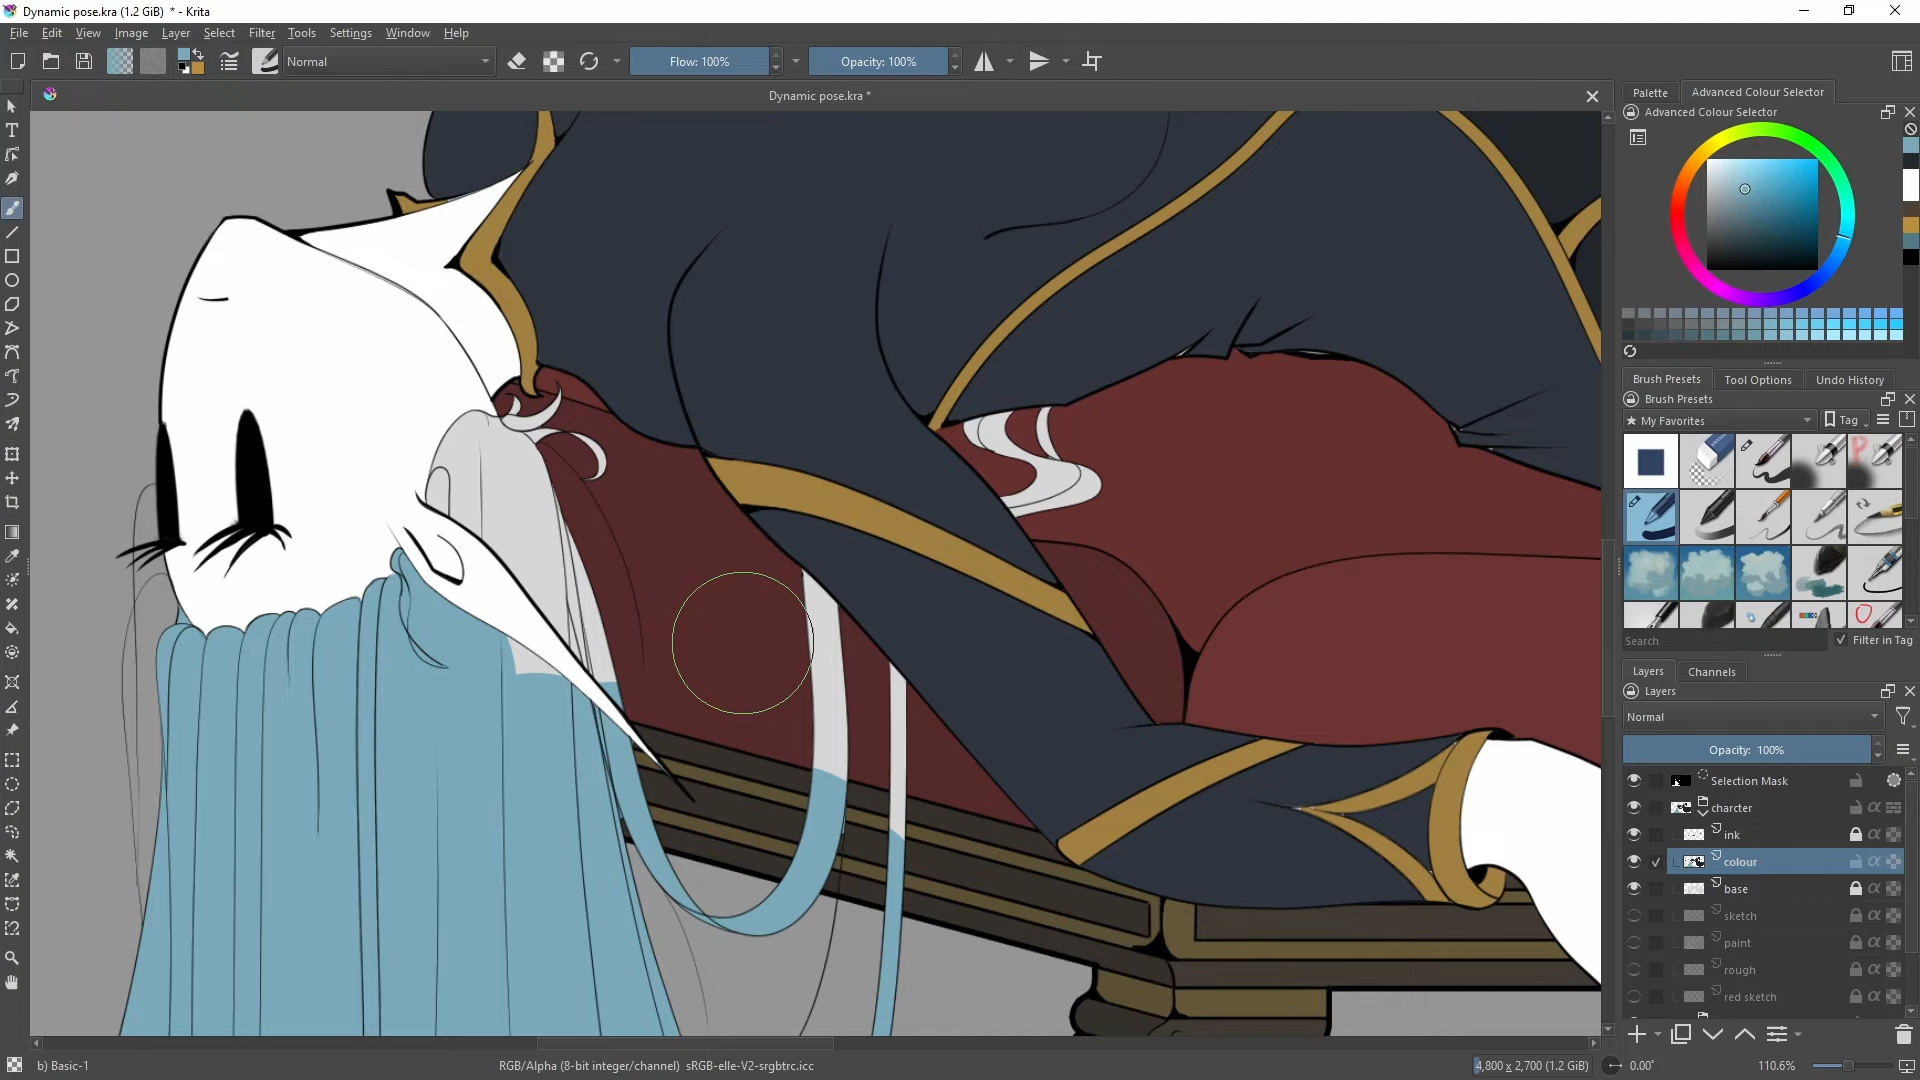 Dynamic pose.kra (1.2 GiB) * - Krita
File Edit View Image Layer Select Filter Tools Settings Window Help
Normal
Flow: 100%
Opacity: 100%
Dynamic pose.kra *
Palette
Advanced Colour Selector
Advanced Colour Selector
Brush Presets
Tool Options
Undo History
Brush Presets
My Favorites
Tag
Search
Filter in Tag
Layers
Channels
Layers
Normal
Opacity: 100%
Selection Mask
charcter
ink
colour
base
sketch
paint
rough
red sketch
b) Basic-1
RGB/Alpha (8-bit integer/channel) sRGB-elle-V2-srgbtrc.icc
4,800 x 2,700 (1.2 GiB)
0.00°
110.6%